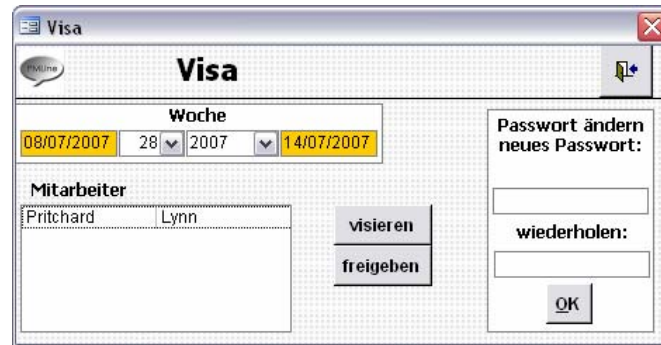 Visa
PMLine
Visa
Woche
08/07/2007 28 2007 14/07/2007
Mitarbeiter
Pritchard Lynn
visieren
freigeben
Passwort ändern
neues Passwort:
wiederholen:
OK